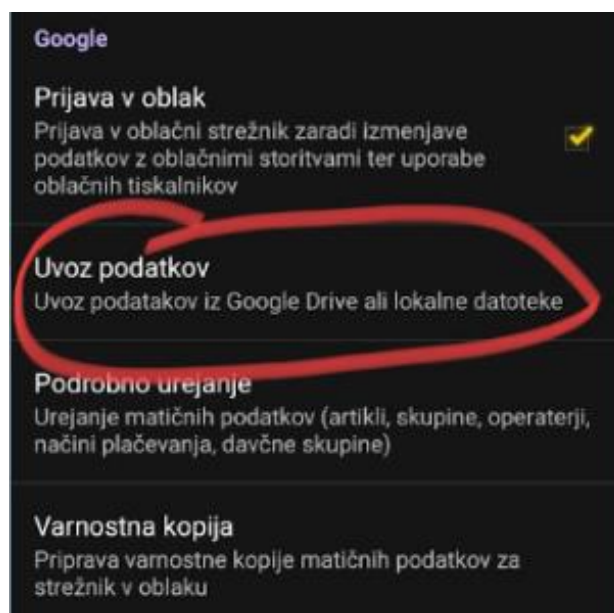 Google
Prijava v oblak
Prijava v oblačni strežnik zaradi izmenjave
podatkov z oblačnimi storitvami ter uporabe
oblačnih tiskalnikov
Uvoz podatkov
Uvoz podatakov iz Google Drive ali lokalne datoteke
Podrobno urejanje
Urejanje matičnih podatkov (artikli, skupine, operaterji,
načini plačevanja, davčne skupine)
Varnostna kopija
Priprava varnostne kopije matičnih podatkov za
strežnik v oblaku